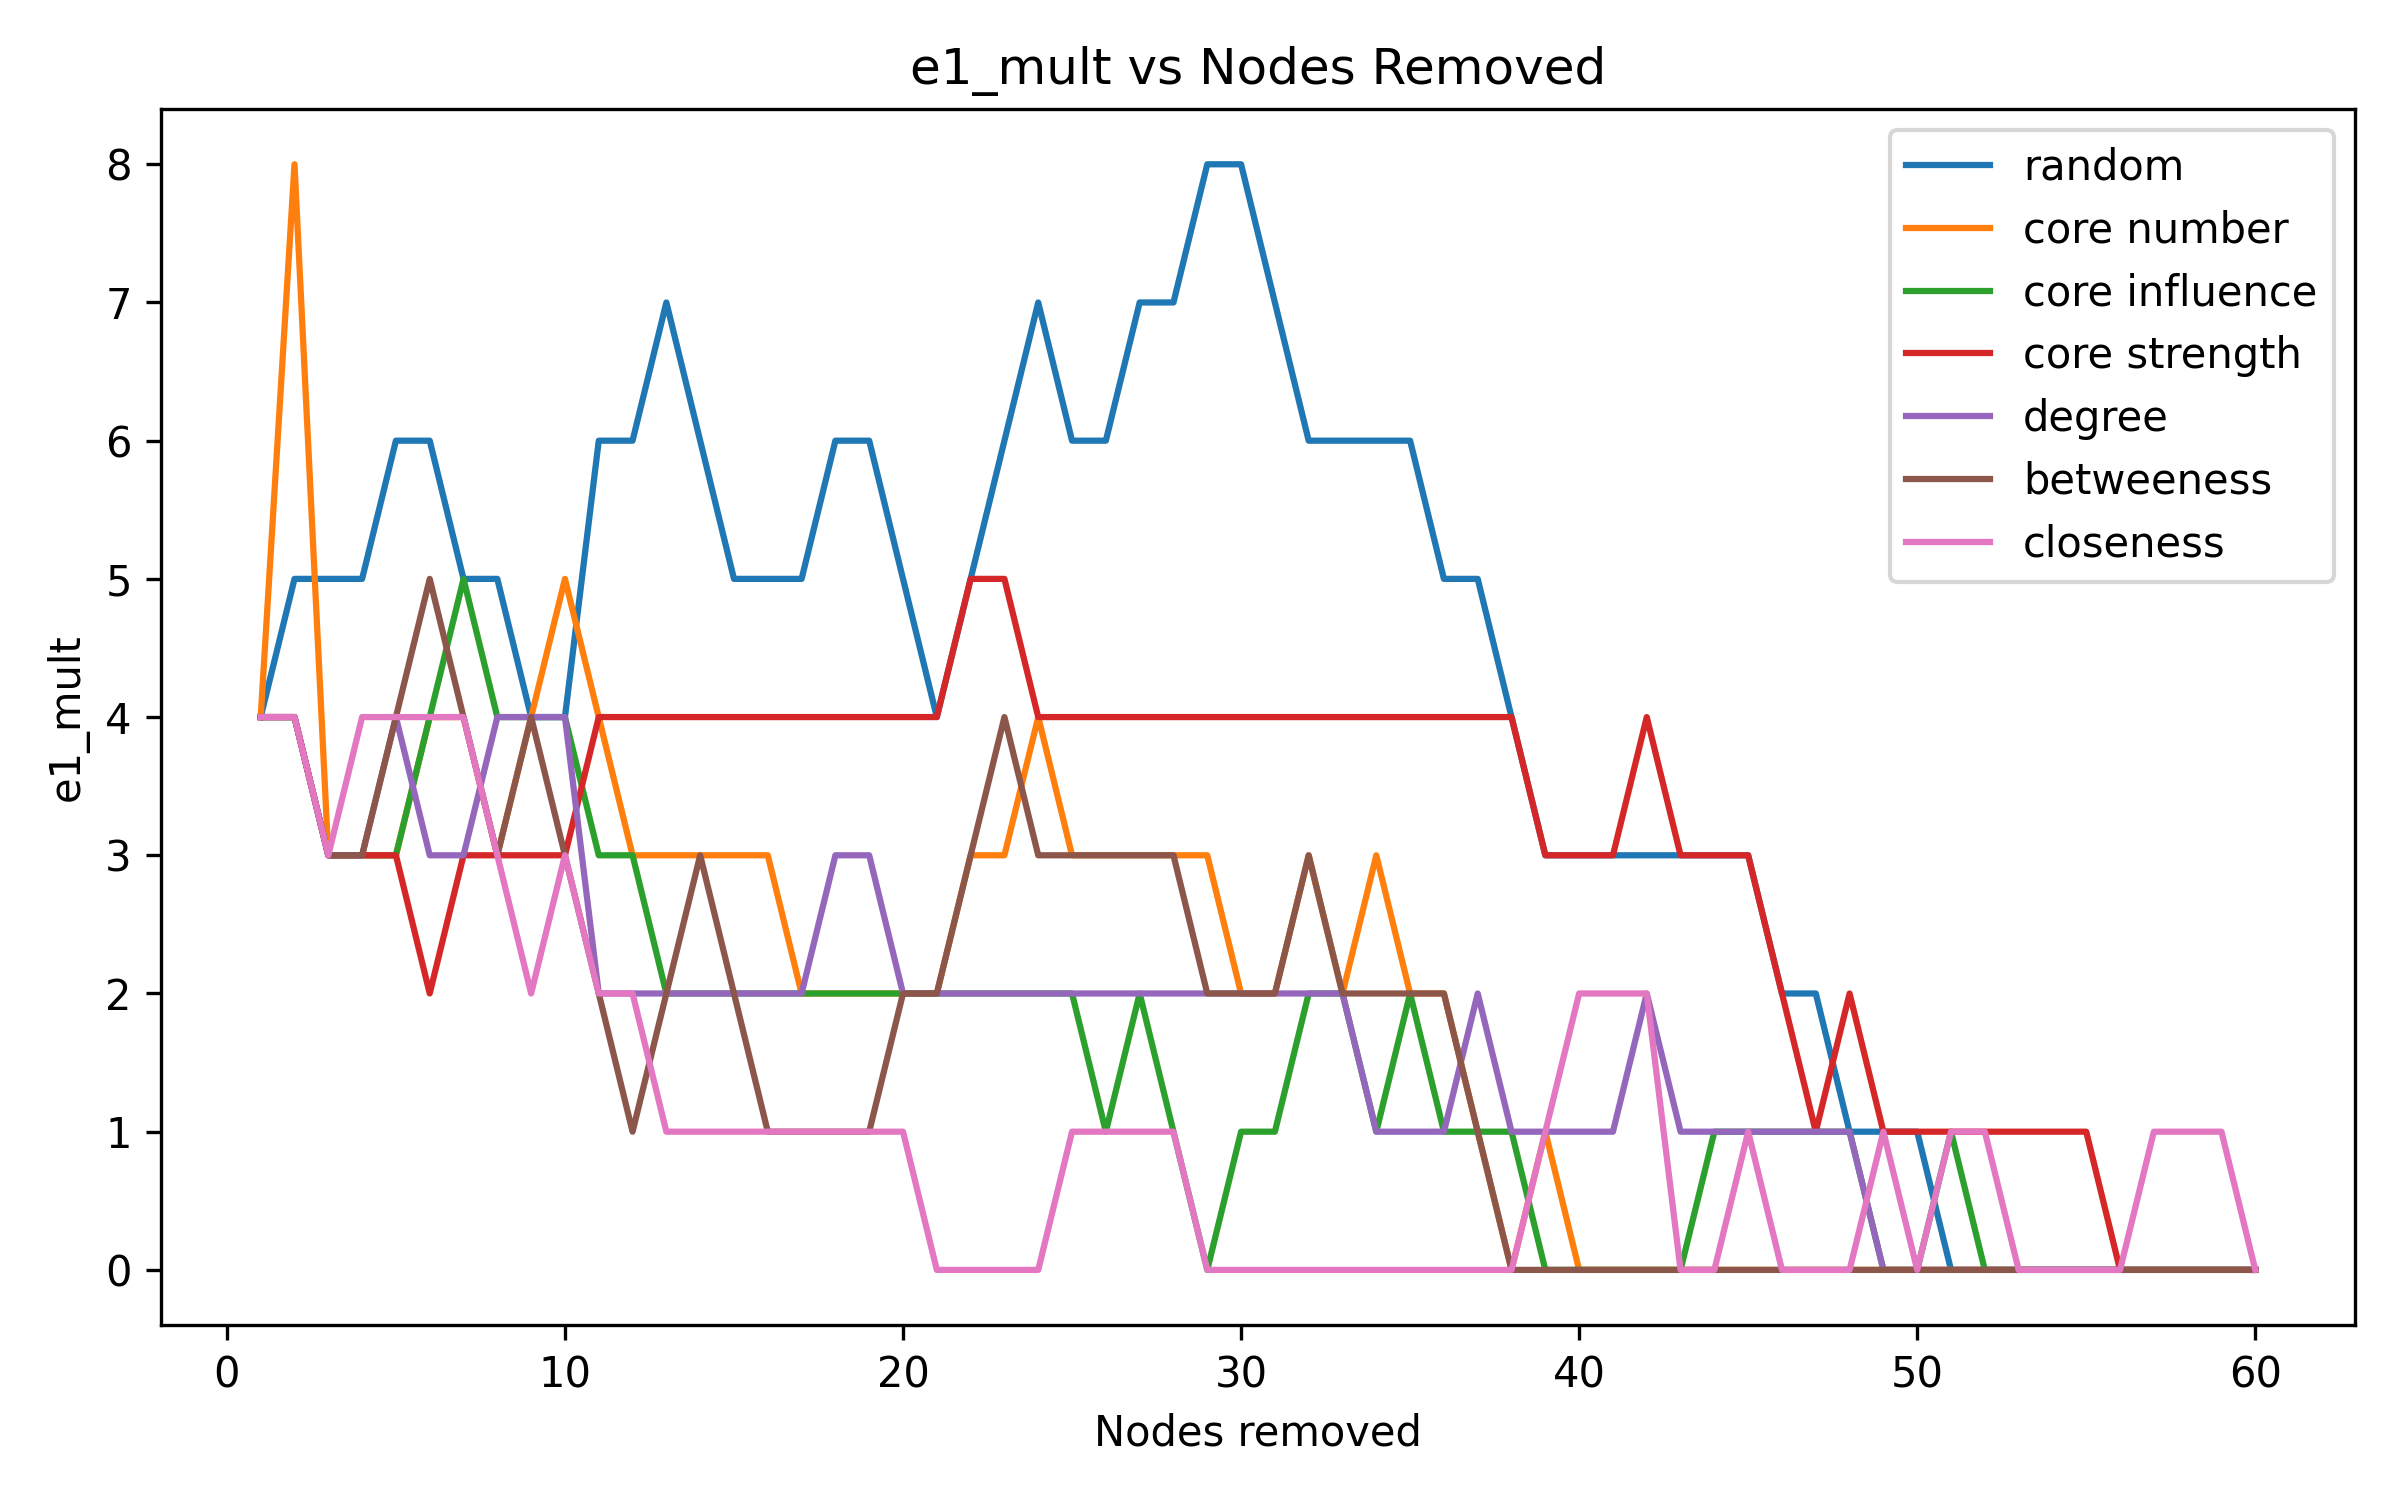 e1_mult vs Nodes Removed
8
7
6
5
4
3
2
1
0
e1_mult
random
core number
core influence
core strength
degree
betweeness
closeness
0 10 20 30 40 50 60
Nodes removed